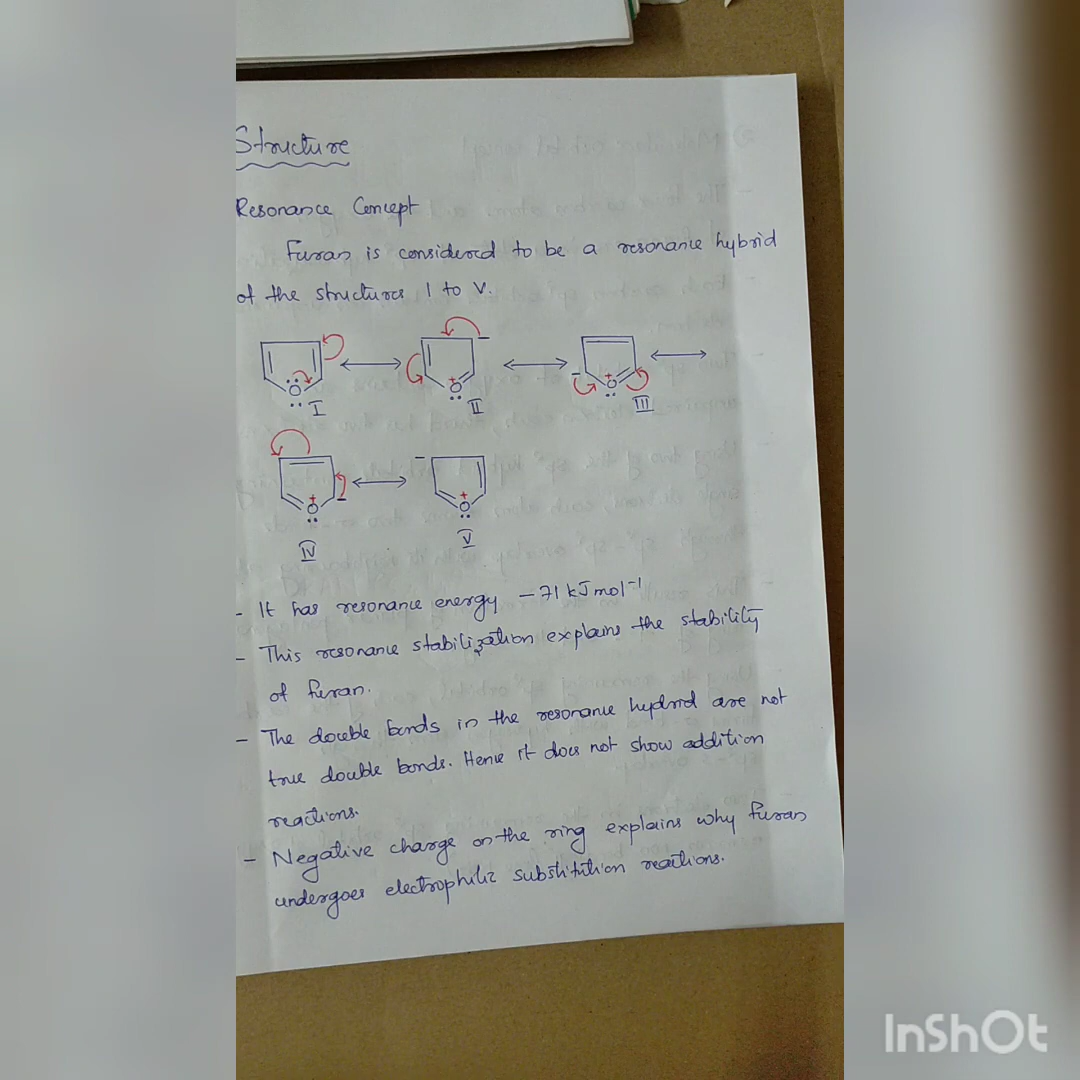 Structure
Resonance Concept
Furan is considered to be a resonance hybrid
of the structures I to V.
O I
+ O II
+ O III
+ O IV
+ O V
- It has resonance energy - 71 kJ mol⁻¹
- This resonance stabilization explains the stability
of furan.
- The double bonds in the resonance hydrid are not
true double bonds. Hence it does not show addition
reactions.
- Negative charge on the ring explains why furan
undergoes electrophilic substitution reactions.
InShOt